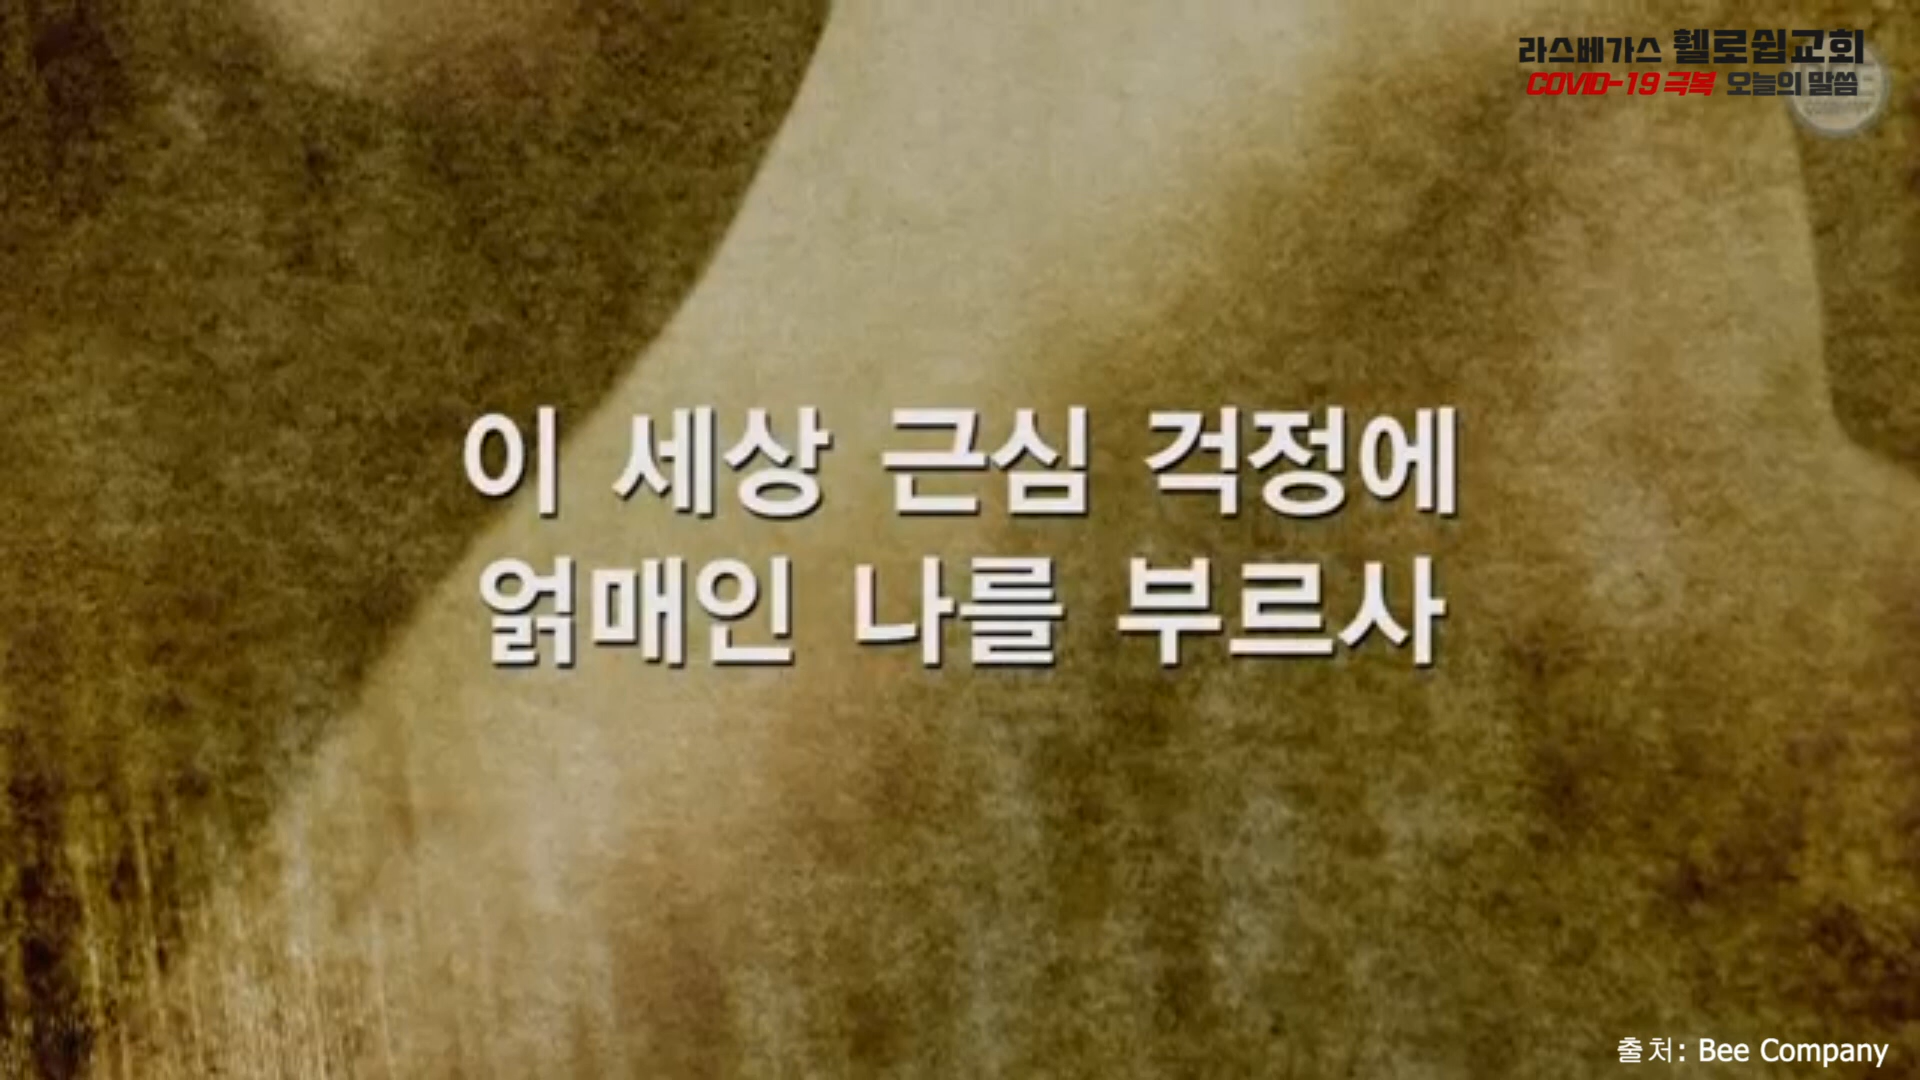 라스베가스 헬로쉽교회
COVID-19 극복 오늘의 말씀
이 세상 근심 걱정에
얽매인 나를 부르사
출처: Bee Company